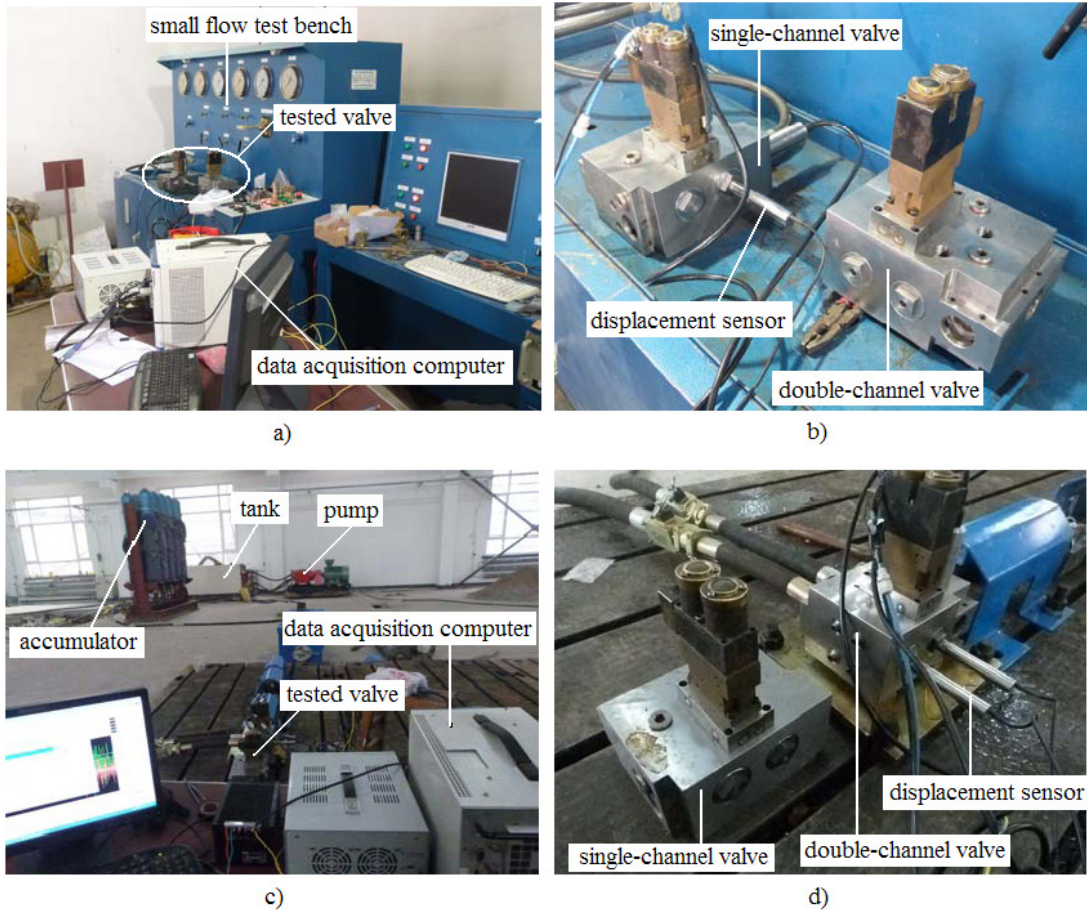 small flow test bench
tested valve
data acquisition computer
a)
single-channel valve
displacement sensor
double-channel valve
b)
tank
pump
accumulator
data acquisition computer
tested valve
c)
displacement sensor
single-channel valve
double-channel valve
d)